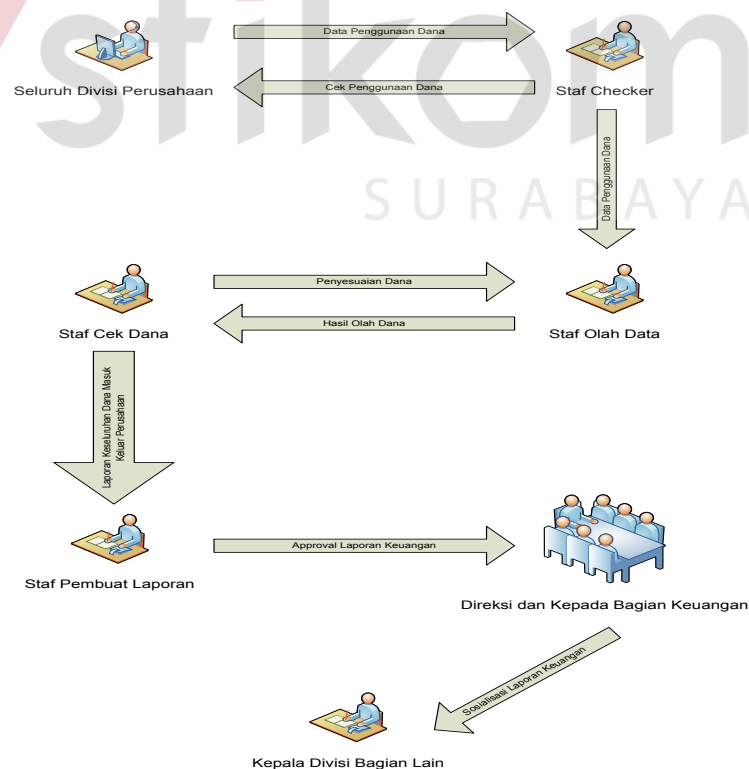 stikom
SURABAYA
Data Penggunaan Dana
Seluruh Divisi Perusahaan
Cek Penggunaan Dana
Staf Checker
Data Penggunaan Dana
Penyesuaian Dana
Staf Cek Dana
Hasil Olah Dana
Staf Olah Data
Laporan Keseluruhan Dana Masuk
Keluar Perusahaan
Approval Laporan Keuangan
Staf Pembuat Laporan
Direksi dan Kepada Bagian Keuangan
Sosialisasi Laporan Keuangan
Kepala Divisi Bagian Lain